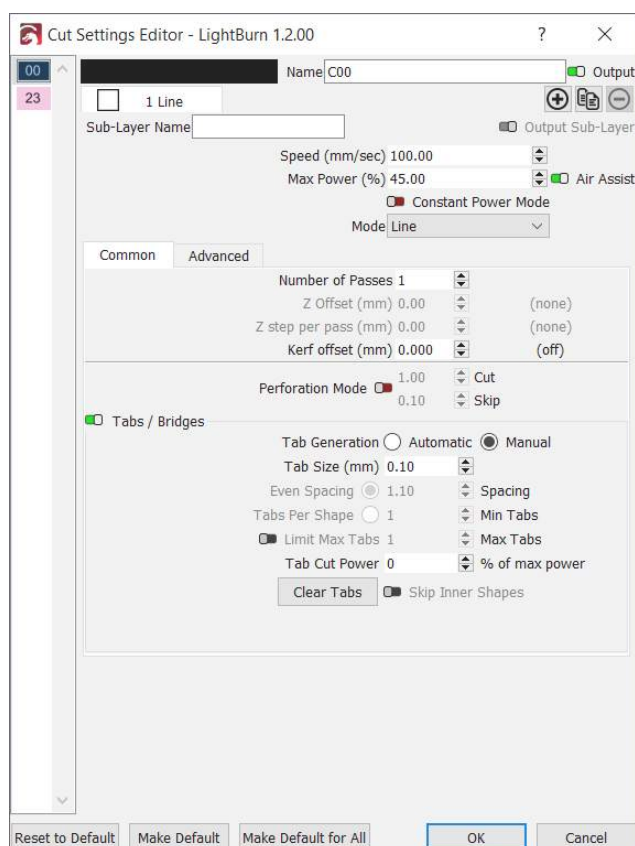 Cut Settings Editor - LightBurn 1.2.00 ?
00 Name C00 Output
23 1 Line
Sub-Layer Name Output Sub-Layer
Speed (mm/sec) 100.00
Max Power (%) 45.00 Air Assist
Constant Power Mode
Mode Line
Common Advanced
Number of Passes 1
Z Offset (mm) 0.00 (none)
Z step per pass (mm) 0.00 (none)
Kerf offset (mm) 0.000 (off)
Perforation Mode 1.00 Cut
0.10 Skip
Tabs / Bridges
Tab Generation Automatic Manual
Tab Size (mm) 0.10
Even Spacing 1.10 Spacing
Tabs Per Shape 1 Min Tabs
Limit Max Tabs 1 Max Tabs
Tab Cut Power 0 % of max power
Clear Tabs Skip Inner Shapes
Reset to Default Make Default Make Default for All OK Cancel